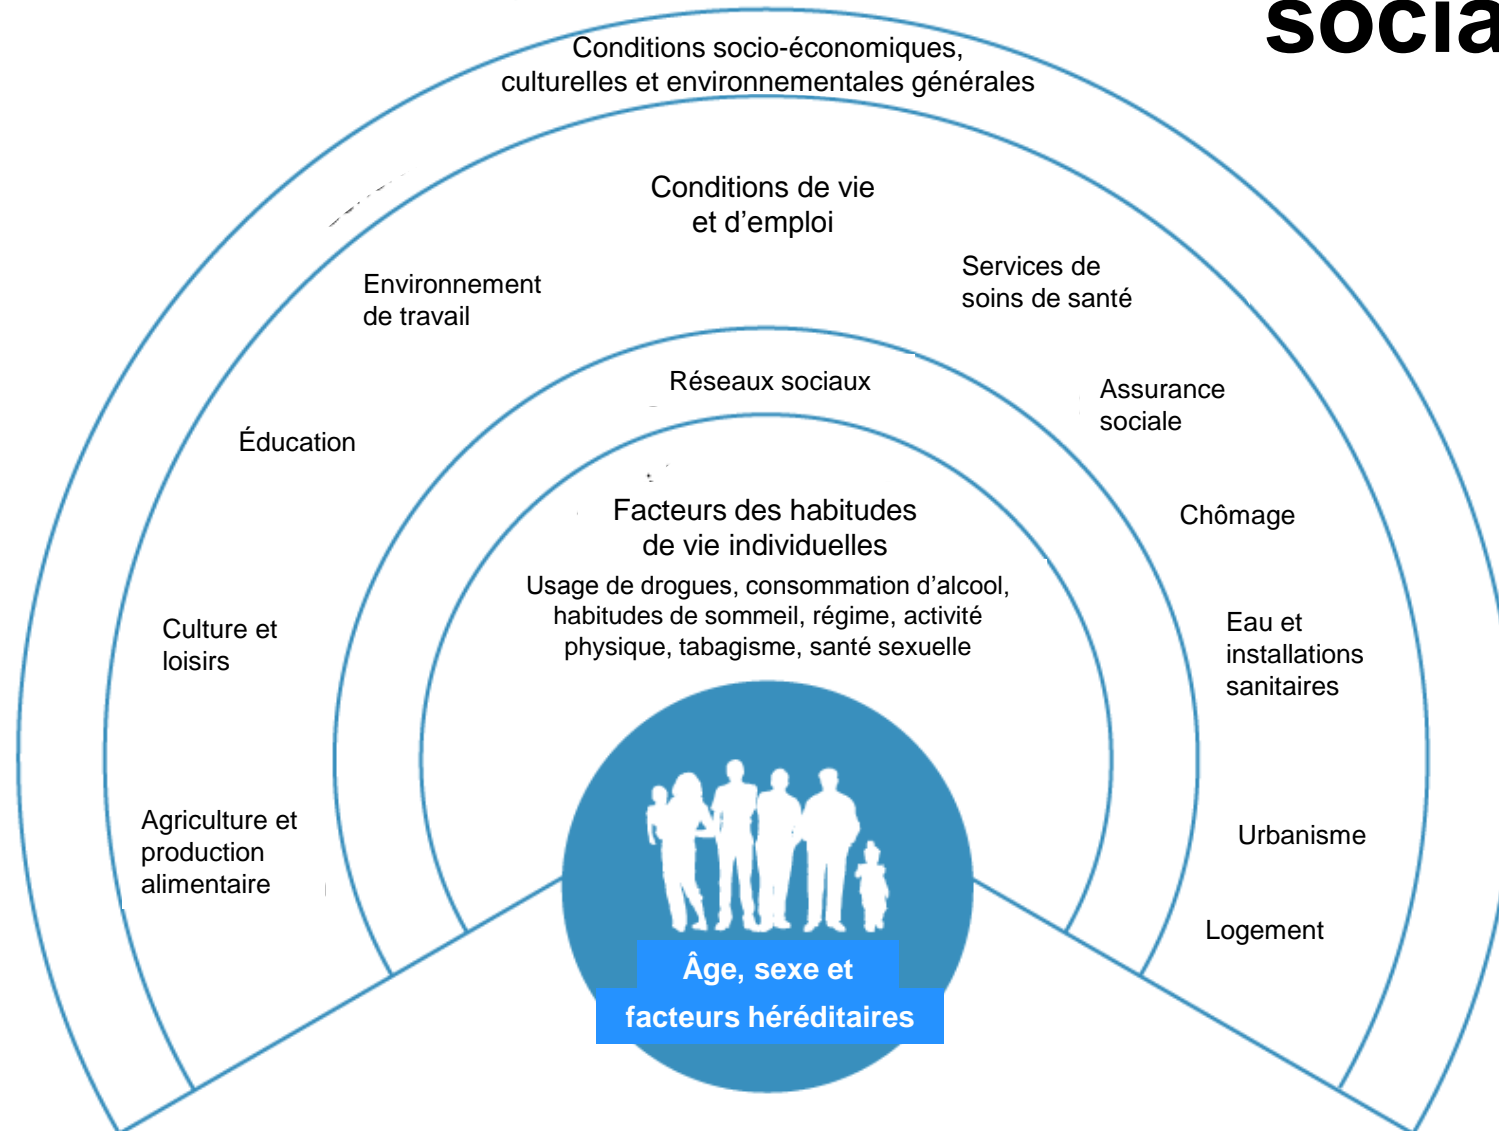 socia
Conditions socio-économiques,
culturelles et environnementales générales
Conditions de vie
et d’emploi
Environnement
de travail
Services de
soins de santé
Réseaux sociaux
Assurance
sociale
Éducation
Chômage
Facteurs des habitudes
de vie individuelles
Usage de drogues, consommation d’alcool,
habitudes de sommeil, régime, activité
physique, tabagisme, santé sexuelle
Culture et
loisirs
Eau et
installations
sanitaires
Agriculture et
production
alimentaire
Urbanisme
Logement
Âge, sexe et
facteurs héréditaires